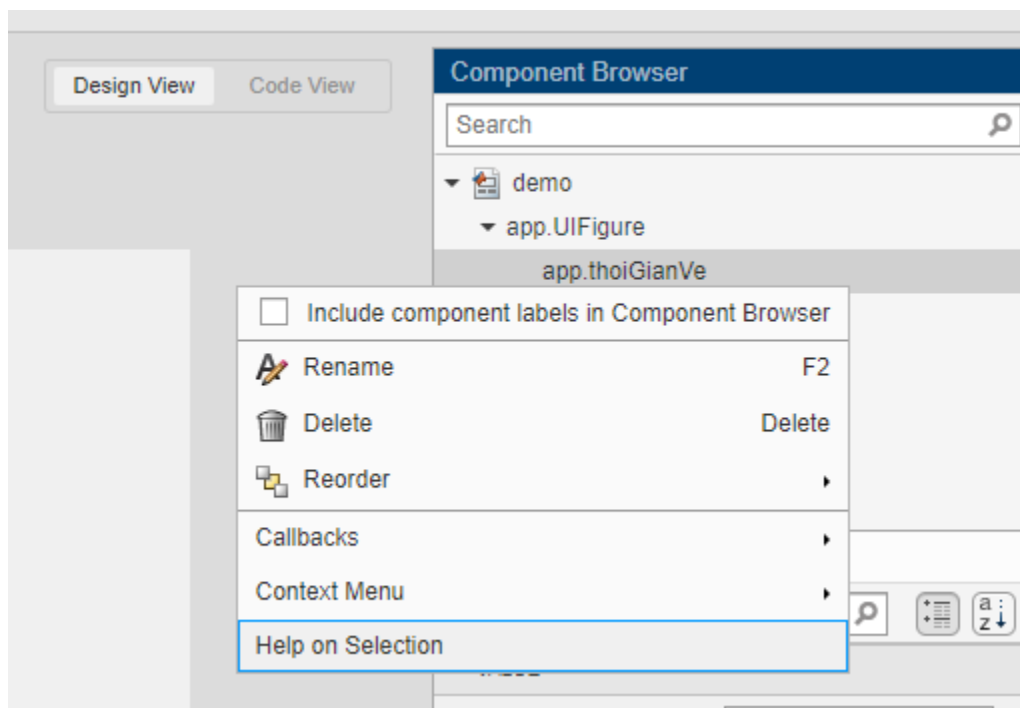 Design View Code View
Component Browser
Search
demo
app.UIFigure
app.thoiGianVe
Include component labels in Component Browser
Rename F2
Delete Delete
Reorder
Callbacks
Context Menu
Help on Selection
a
z